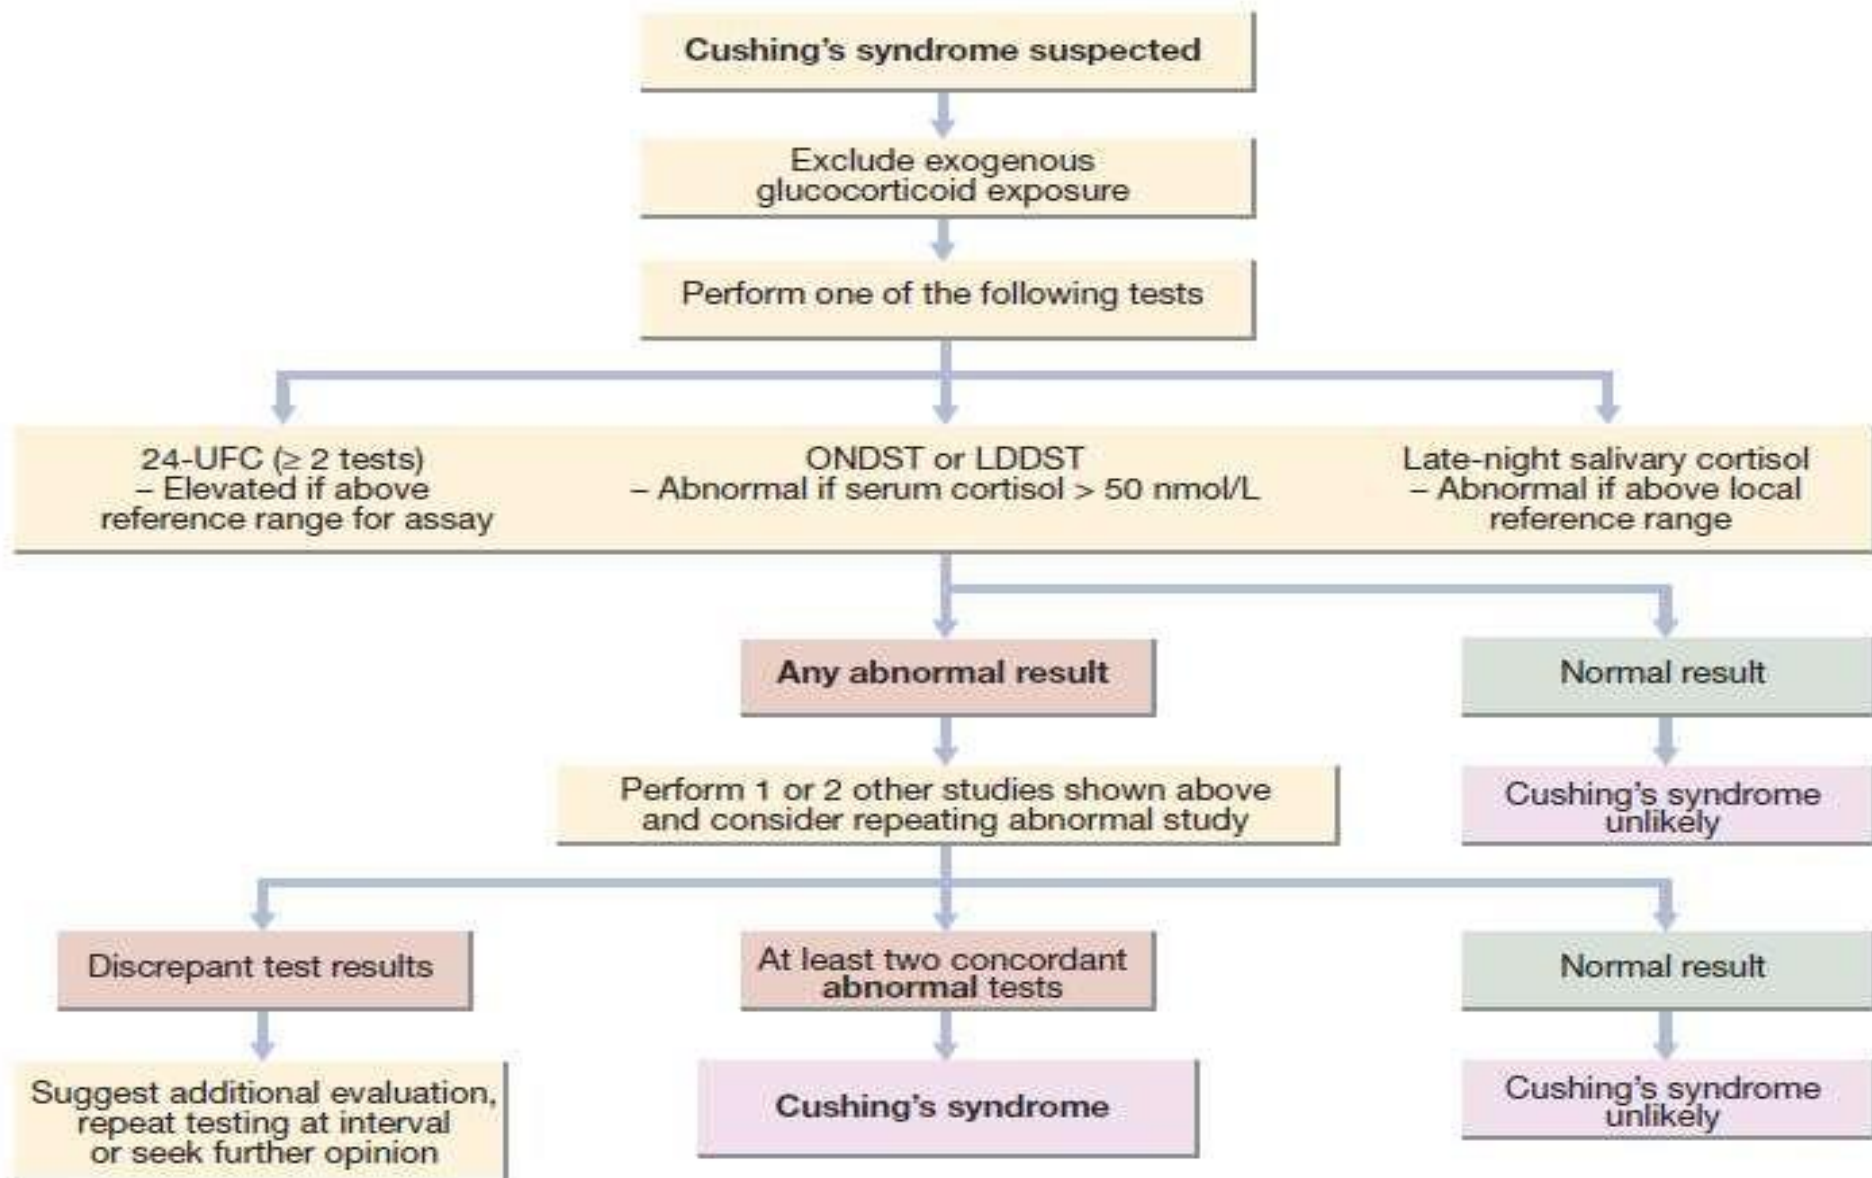 Cushing's syndrome suspected
Exclude exogenous
glucocorticoid exposure
Perform one of the following tests
24-UFC (≥ 2 tests)
– Elevated if above
reference range for assay
ONDST or LDDST
– Abnormal if serum cortisol > 50 nmol/L
Late-night salivary cortisol
– Abnormal if above local
reference range
Any abnormal result
Normal result
Perform 1 or 2 other studies shown above
and consider repeating abnormal study
Cushing's syndrome
unlikely
Discrepant test results
At least two concordant
abnormal tests
Normal result
Suggest additional evaluation,
repeat testing at interval
or seek further opinion
Cushing's syndrome
Cushing's syndrome
unlikely